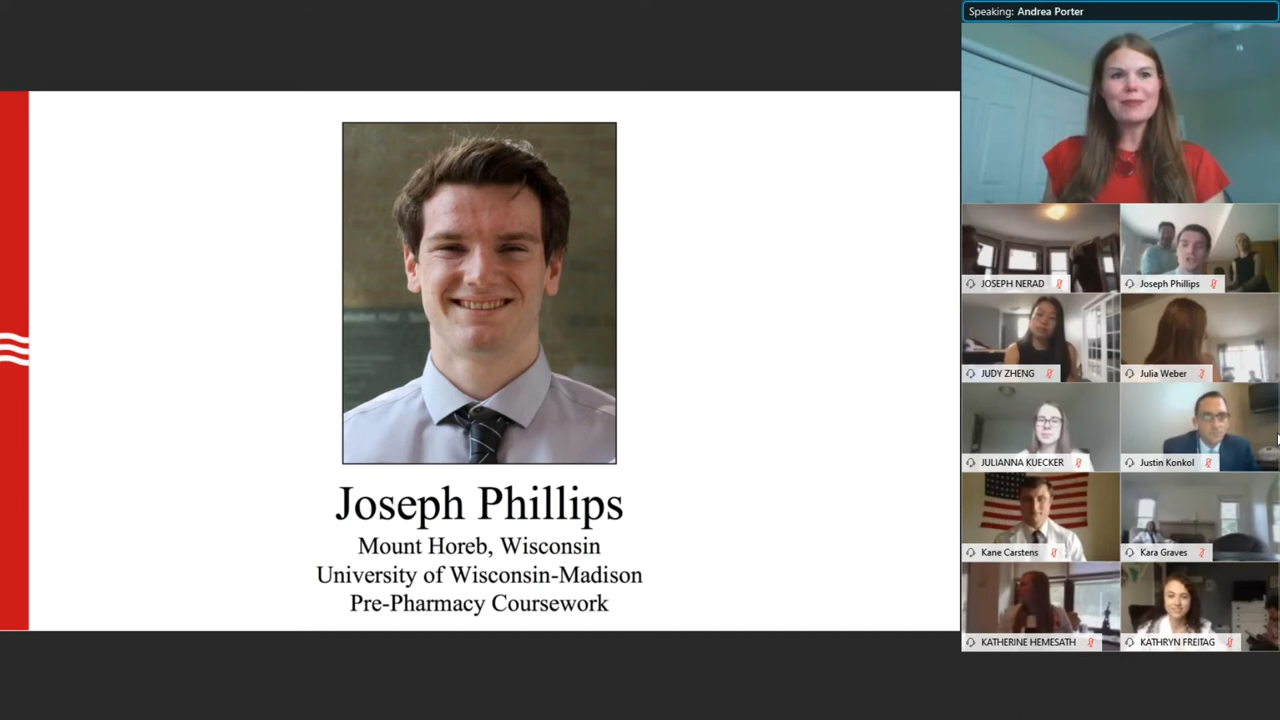 Speaking: Andrea Porter
JOSEPH NERAD
Joseph Phillips
JUDY ZHENG
Julia Weber
JULIANNA KUECKER
Justin Konkol
Kane Carstens
Kara Graves
KATHERINE HEMESATH
KATHRYN FREITAG
Joseph Phillips
Mount Horeb, Wisconsin
University of Wisconsin-Madison
Pre-Pharmacy Coursework